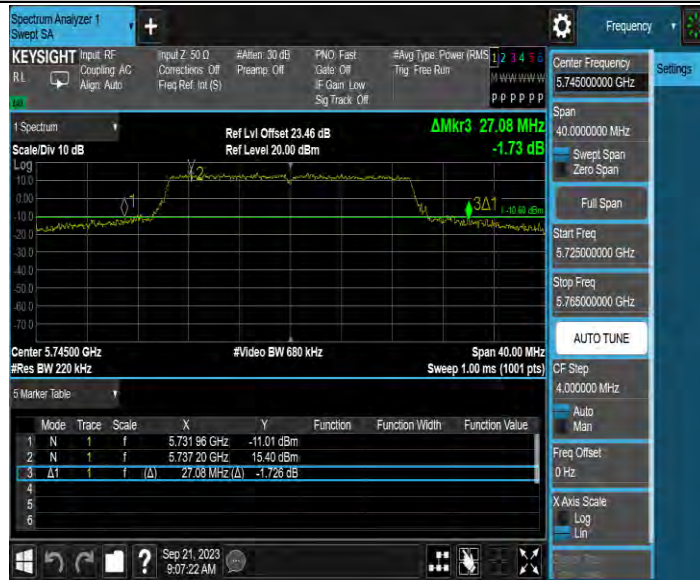 Spectrum Analyzer 1
Swept SA
+
Frequency
KEYSIGHT
Input: RF
Coupling: AC
Align: Auto
Input Z: 50 Ω
Corrections: Off
Freq Ref: Int (S)
#Atten: 30 dB
Preamp: Off
PNO: Fast
Gate: Off
IF Gain: Low
Sig Track: Off
#Avg Type: Power (RMS
Trig: Free Run
1 2 3 4 5 6
M W W W W W
P P P P P P
RL
Center Frequency
5.745000000 GHz
Settings
Span
40.0000000 MHz
Swept Span
Zero Span
Full Span
Start Freq
5.725000000 GHz
Stop Freq
5.765000000 GHz
AUTO TUNE
CF Step
4.000000 MHz
Auto
Man
Freq Offset
0 Hz
X Axis Scale
Log
Lin
1 Spectrum
Scale/Div 10 dB
Ref Lvl Offset 23.46 dB
Ref Level 20.00 dBm
ΔMkr3 27.08 MHz
-1.73 dB
Log
10.0
0.00
-10.0
-20.0
-30.0
-40.0
-50.0
-60.0
-70.0
1
2
3Δ1
-10.60 dBm
Center 5.74500 GHz
#Res BW 220 kHz
#Video BW 680 kHz
Span 40.00 MHz
Sweep 1.00 ms (1001 pts)
5 Marker Table
Mode Trace Scale X Y Function Function Width Function Value
1 N 1 f 5.731 96 GHz -11.01 dBm
2 N 1 f 5.737 20 GHz 15.40 dBm
3 Δ1 1 f (Δ) 27.08 MHz (Δ) -1.726 dB
4
5
6
?
Sep 21, 2023
9:07:22 AM